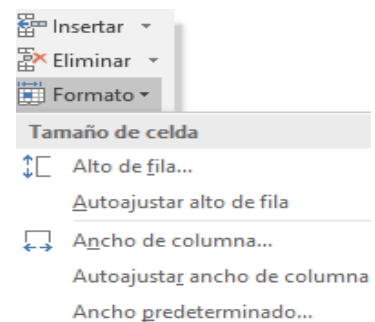 Insertar
Eliminar
Formato
Tamaño de celda
Alto de fila...
Autoajustar alto de fila
Ancho de columna...
Autoajustar ancho de columna
Ancho predeterminado...